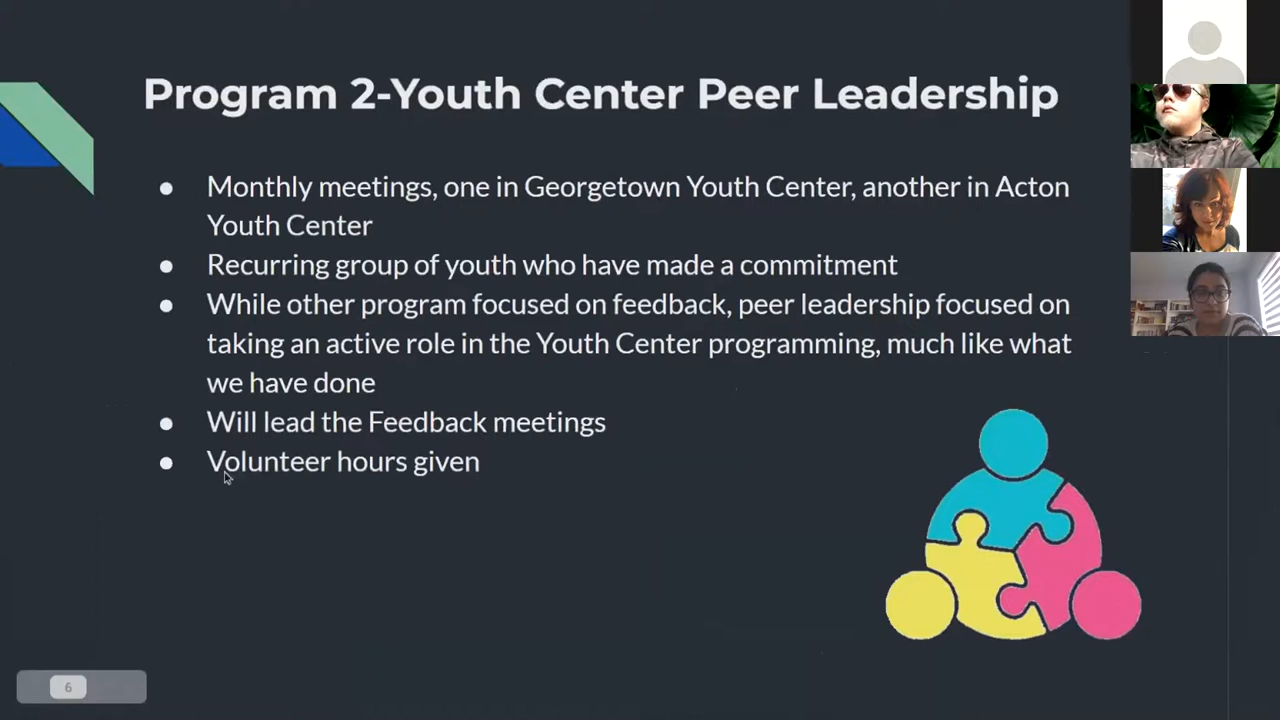 Program 2-Youth Center Peer Leadership
● Monthly meetings, one in Georgetown Youth Center, another in Acton
Youth Center
● Recurring group of youth who have made a commitment
● While other program focused on feedback, peer leadership focused on
taking an active role in the Youth Center programming, much like what
we have done
● Will lead the Feedback meetings
● Volunteer hours given
6